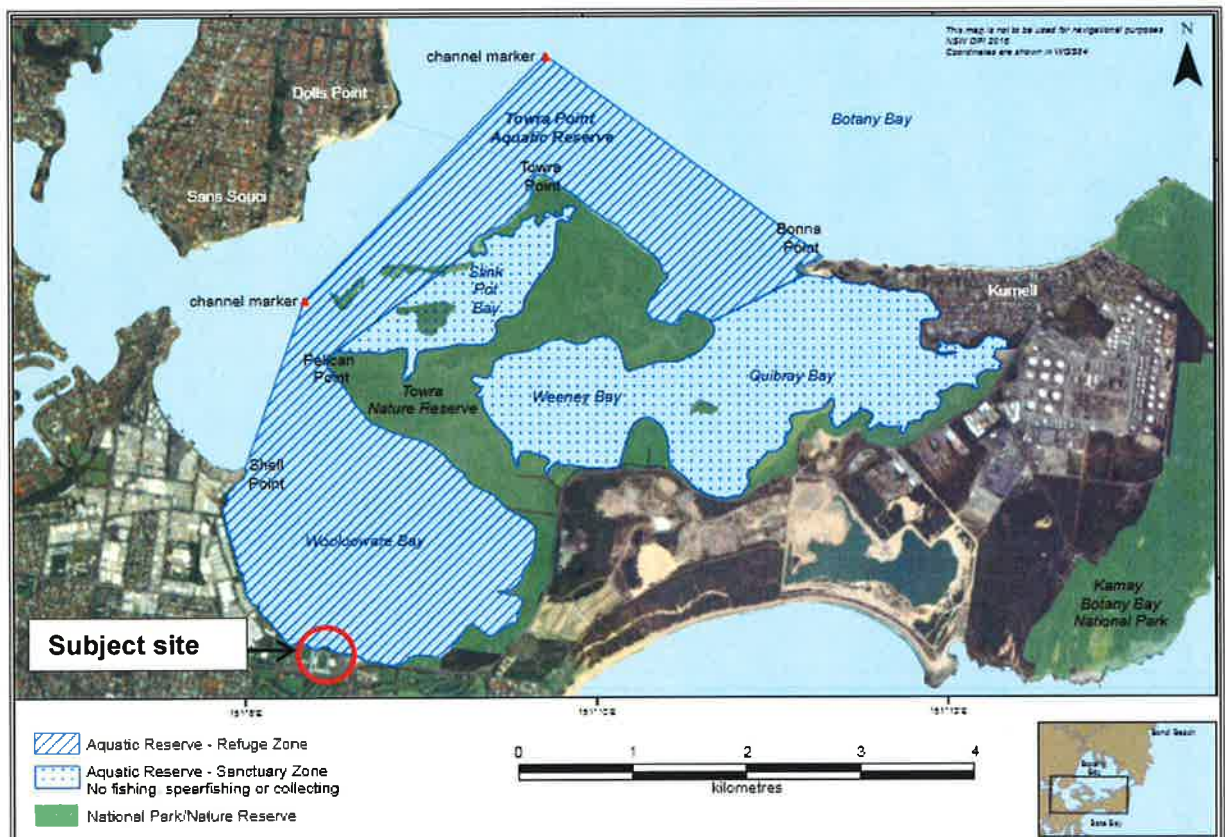 This map is not to be used for navigational purposes
NSW DPI 2016
Coordinates are shown in WGS84
N
channel marker
Dolls Point
Towra Point
Aquatic Reserve
Botany Bay
Towra
Point
Sans Souci
Bonna
Point
Stink
Pot
Bay
Kurnell
channel marker
Pelican
Point
Towra
Nature Reserve
Weeney Bay
Quibray Bay
Shell
Point
Woolooware Bay
Kamay
Botany Bay
National Park
Subject site
Aquatic Reserve - Refuge Zone
Aquatic Reserve - Sanctuary Zone
No fishing, spearfishing or collecting
National Park/Nature Reserve
0 1 2 3 4
kilometres